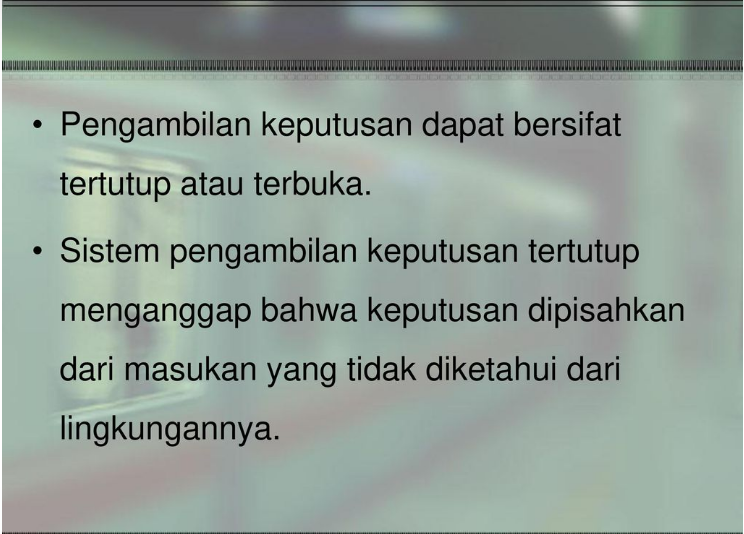 • Pengambilan keputusan dapat bersifat
tertutup atau terbuka.
• Sistem pengambilan keputusan tertutup
menganggap bahwa keputusan dipisahkan
dari masukan yang tidak diketahui dari
lingkungannya.